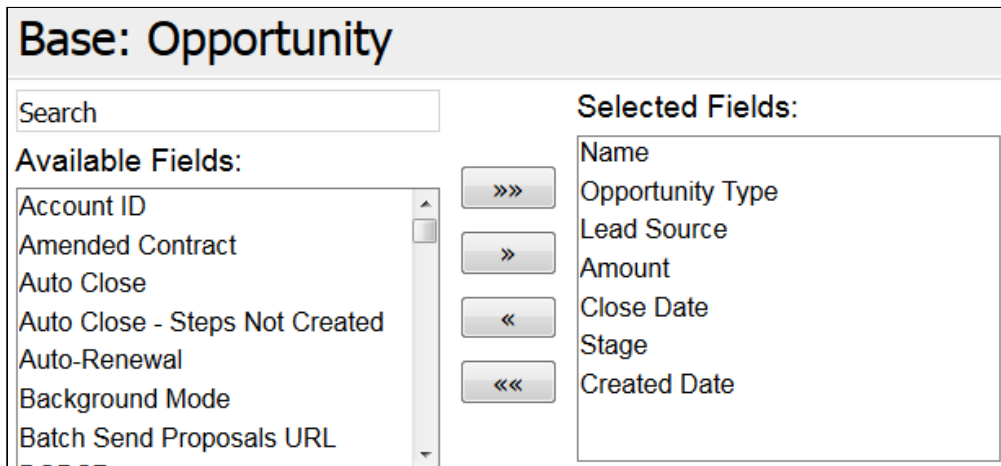 Base: Opportunity
Search
Available Fields:
Account ID
Amended Contract
Auto Close
Auto Close - Steps Not Created
Auto-Renewal
Background Mode
Batch Send Proposals URL
»»
»
«
««
Selected Fields:
Name
Opportunity Type
Lead Source
Amount
Close Date
Stage
Created Date